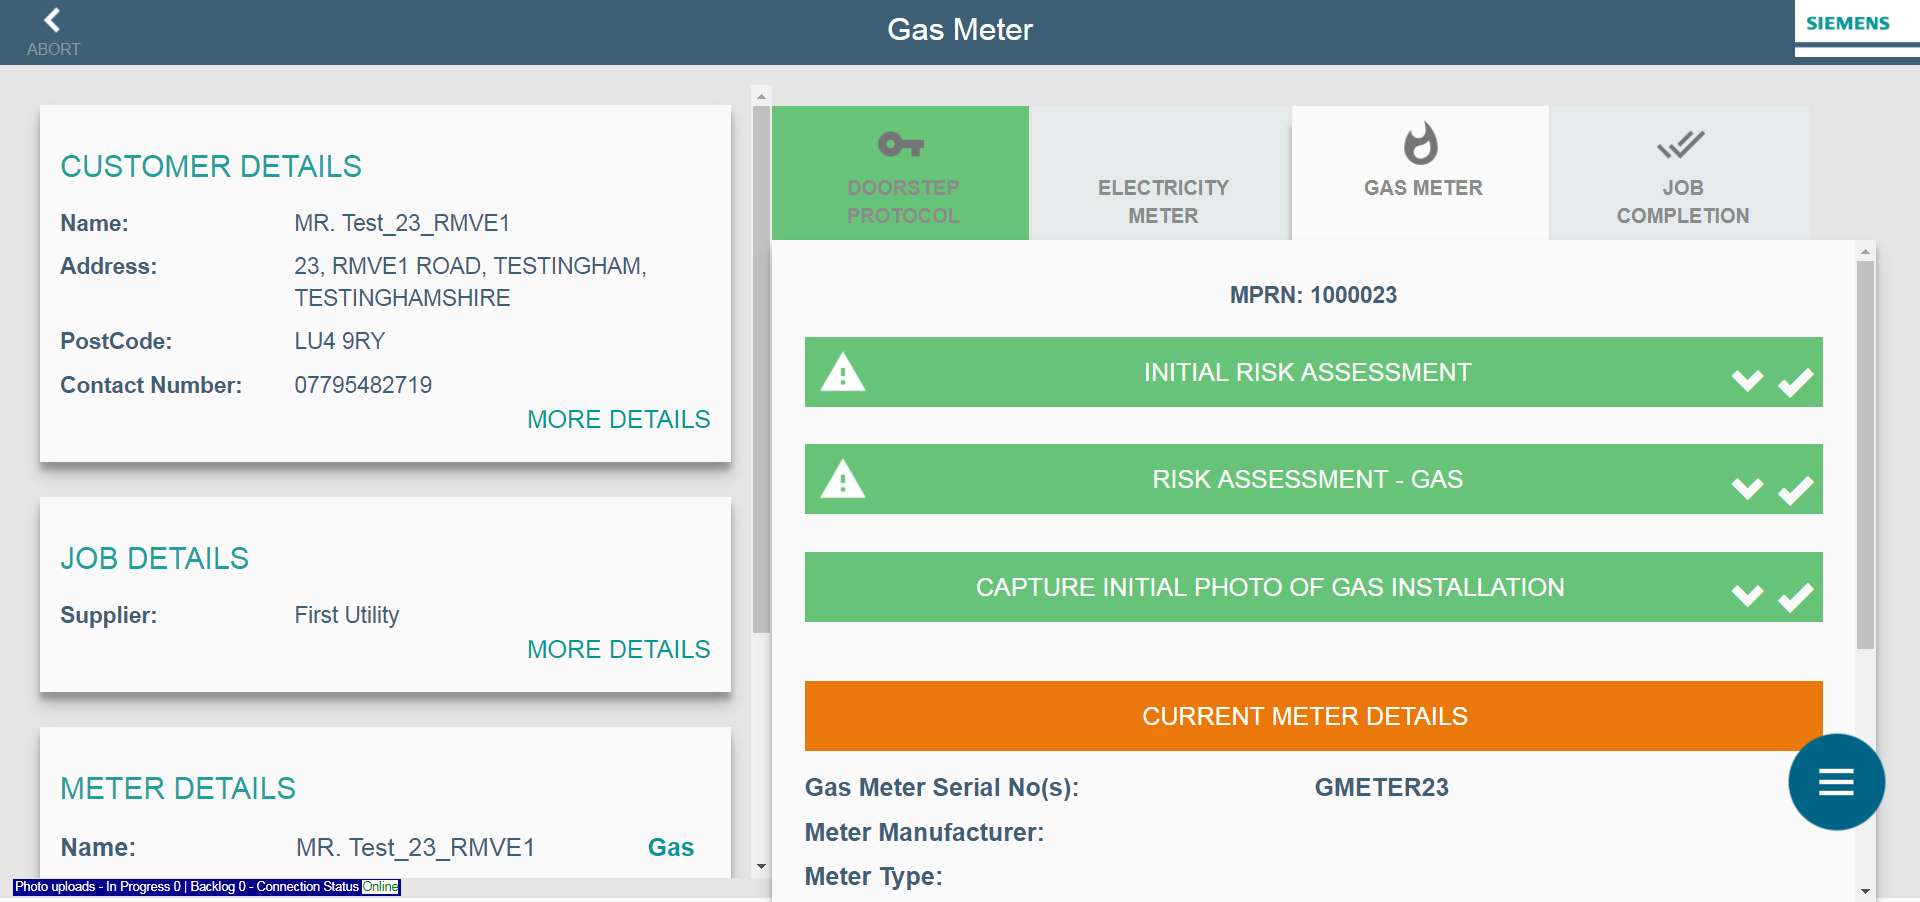 ABORT
Gas Meter
SIEMENS
CUSTOMER DETAILS
Name: MR. Test_23_RMVE1
Address: 23, RMVE1 ROAD, TESTINGHAM,
TESTINGHAMSHIRE
PostCode: LU4 9RY
Contact Number: 07795482719
MORE DETAILS
JOB DETAILS
Supplier: First Utility
MORE DETAILS
METER DETAILS
Name: MR. Test_23_RMVE1 Gas
Photo uploads - In Progress 0 | Backlog 0 - Connection Status Online
DOORSTEP
PROTOCOL
ELECTRICITY
METER
GAS METER
JOB
COMPLETION
MPRN: 1000023
INITIAL RISK ASSESSMENT
RISK ASSESSMENT - GAS
CAPTURE INITIAL PHOTO OF GAS INSTALLATION
CURRENT METER DETAILS
Gas Meter Serial No(s): GMETER23
Meter Manufacturer:
Meter Type: